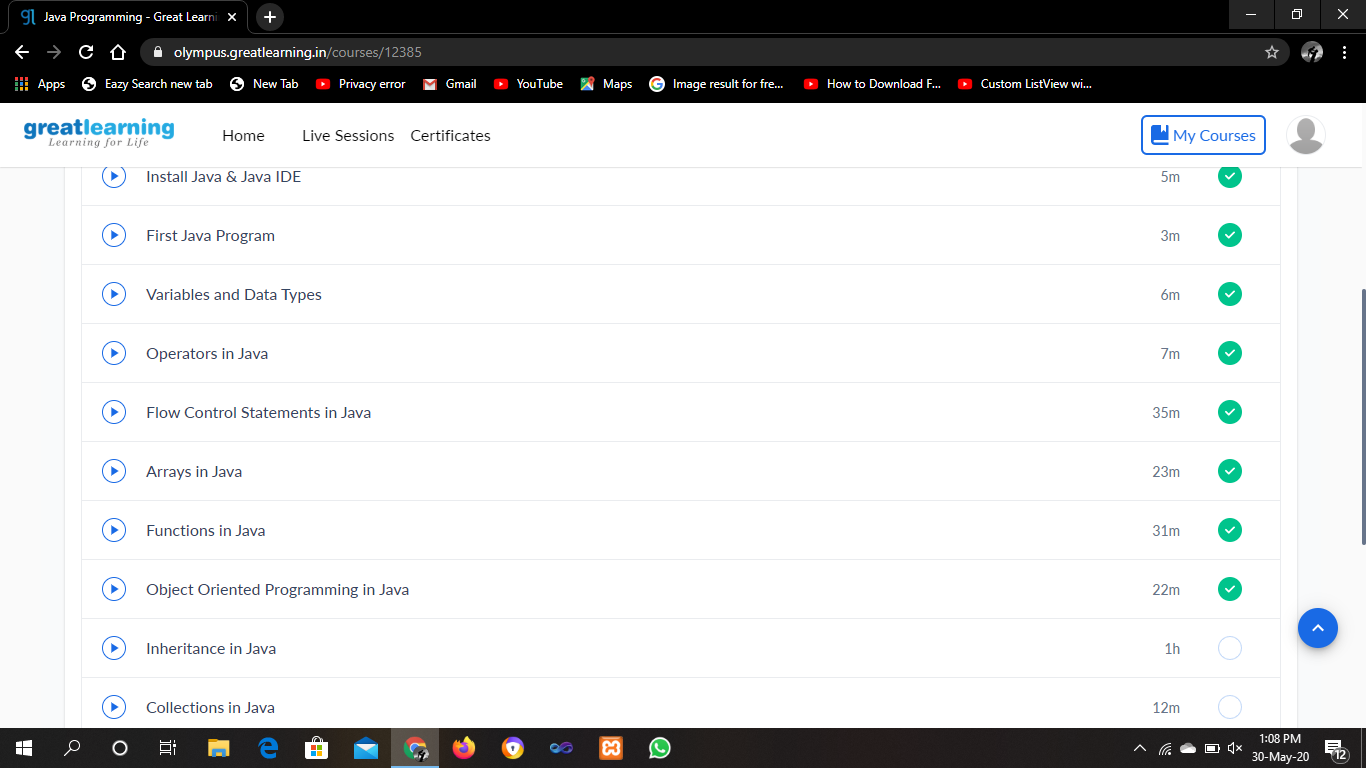 Java Programming - Great Learni
olympus.greatlearning.in/courses/12385
Apps Eazy Search new tab New Tab Privacy error Gmail YouTube Maps Image result for fre... How to Download F... Custom ListView wi...
greatlearning
Learning for Life
Home Live Sessions Certificates My Courses
Install Java & Java IDE 5m
First Java Program 3m
Variables and Data Types 6m
Operators in Java 7m
Flow Control Statements in Java 35m
Arrays in Java 23m
Functions in Java 31m
Object Oriented Programming in Java 22m
Inheritance in Java 1h
Collections in Java 12m
1:08 PM
30-May-20
12